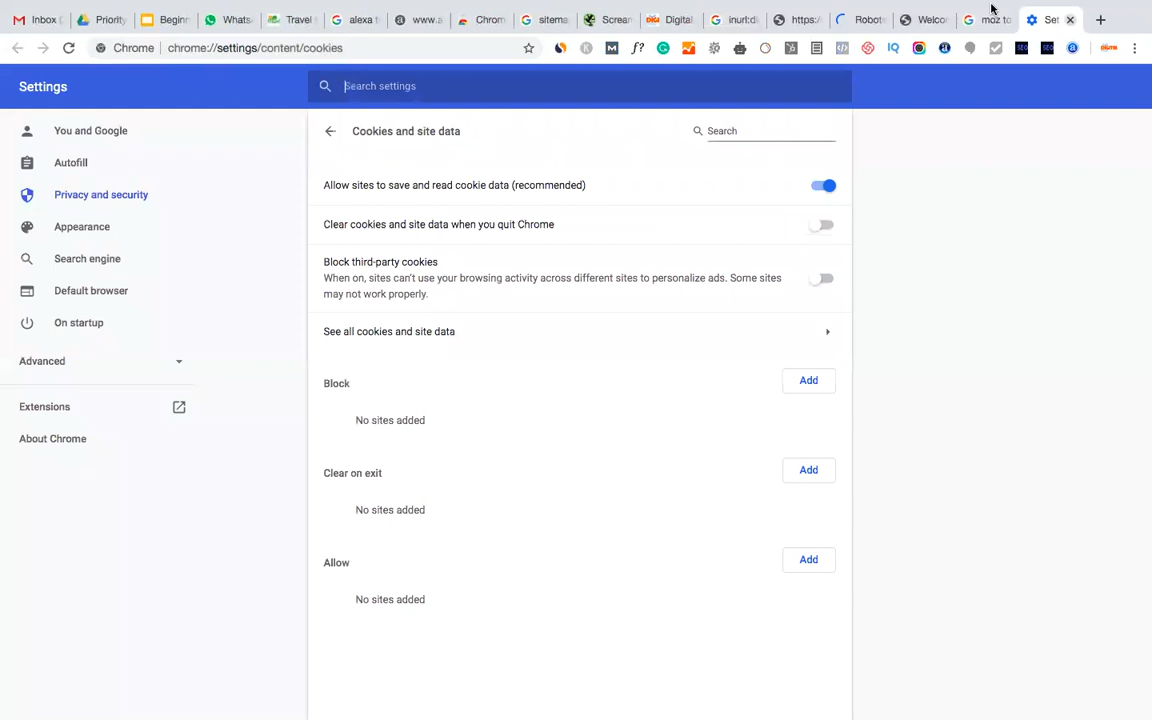 Inbox ( Priority Beginn Whats Travel alexa t www.a Chrom sitema Scream Digital inurl:di https:/ Robote Welco moz to Set
Chrome chrome://settings/content/cookies
Settings
Search settings
You and Google
Autofill
Privacy and security
Appearance
Search engine
Default browser
On startup
Advanced
Extensions
About Chrome
Cookies and site data
Search
Allow sites to save and read cookie data (recommended)
Clear cookies and site data when you quit Chrome
Block third-party cookies
When on, sites can't use your browsing activity across different sites to personalize ads. Some sites
may not work properly.
See all cookies and site data
Block
Add
No sites added
Clear on exit
Add
No sites added
Allow
Add
No sites added